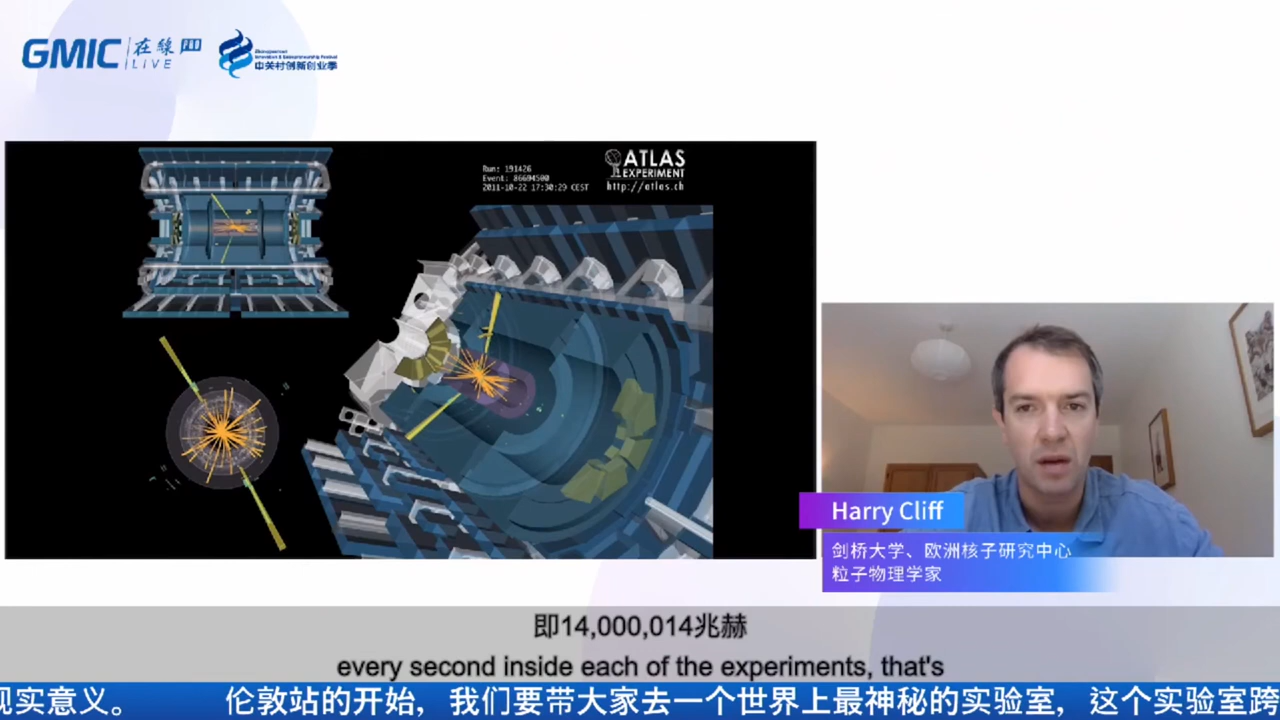 GMIC 在線 PRO
LIVE
Zhongguancun
Innovation & Entrepreneurship Festival
中关村创新创业季
Run: 191426
Event: 86694500
2011-10-22 17:30:29 CEST
ATLAS
EXPERIMENT
http://atlas.ch
Harry Cliff
剑桥大学、欧洲核子研究中心
粒子物理学家
即14,000,014兆赫
every second inside each of the experiments, that's
现实意义。 伦敦站的开始，我们要带大家去一个世界上最神秘的实验室，这个实验室跨